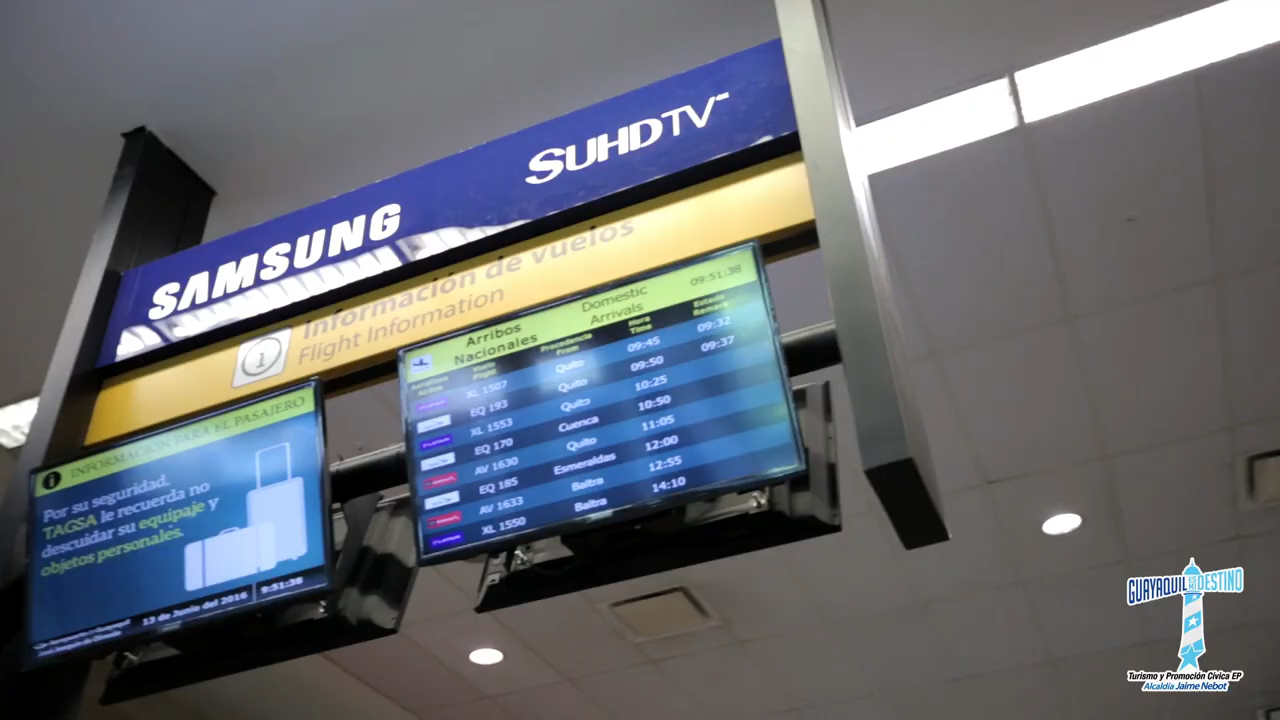 SAMSUNG SUHDTV
Información de vuelos
Flight Information
INFORMACIÓN PARA EL PASAJERO
Por su seguridad,
TAGSA le recuerda no
descuidar su equipaje y
objetos personales.
13 de Junio del 2016 9:51:36
Arribos Nacionales Domestic Arrivals 09:51:38
Aerolínea Airline Vuelo Flight Procedencia From Hora Time Estado Remark
XL 1507 Quito 09:45 09:32
EQ 193 Quito 09:50 09:37
XL 1553 Quito 10:25
EQ 170 Cuenca 10:50
AV 1630 Quito 11:05
EQ 185 Esmeraldas 12:00
AV 1633 Baltra 12:55
XL 1550 Baltra 14:10
GUAYAQUIL ES MI DESTINO
Turismo y Promoción Cívica EP
Alcaldía Jaime Nebot